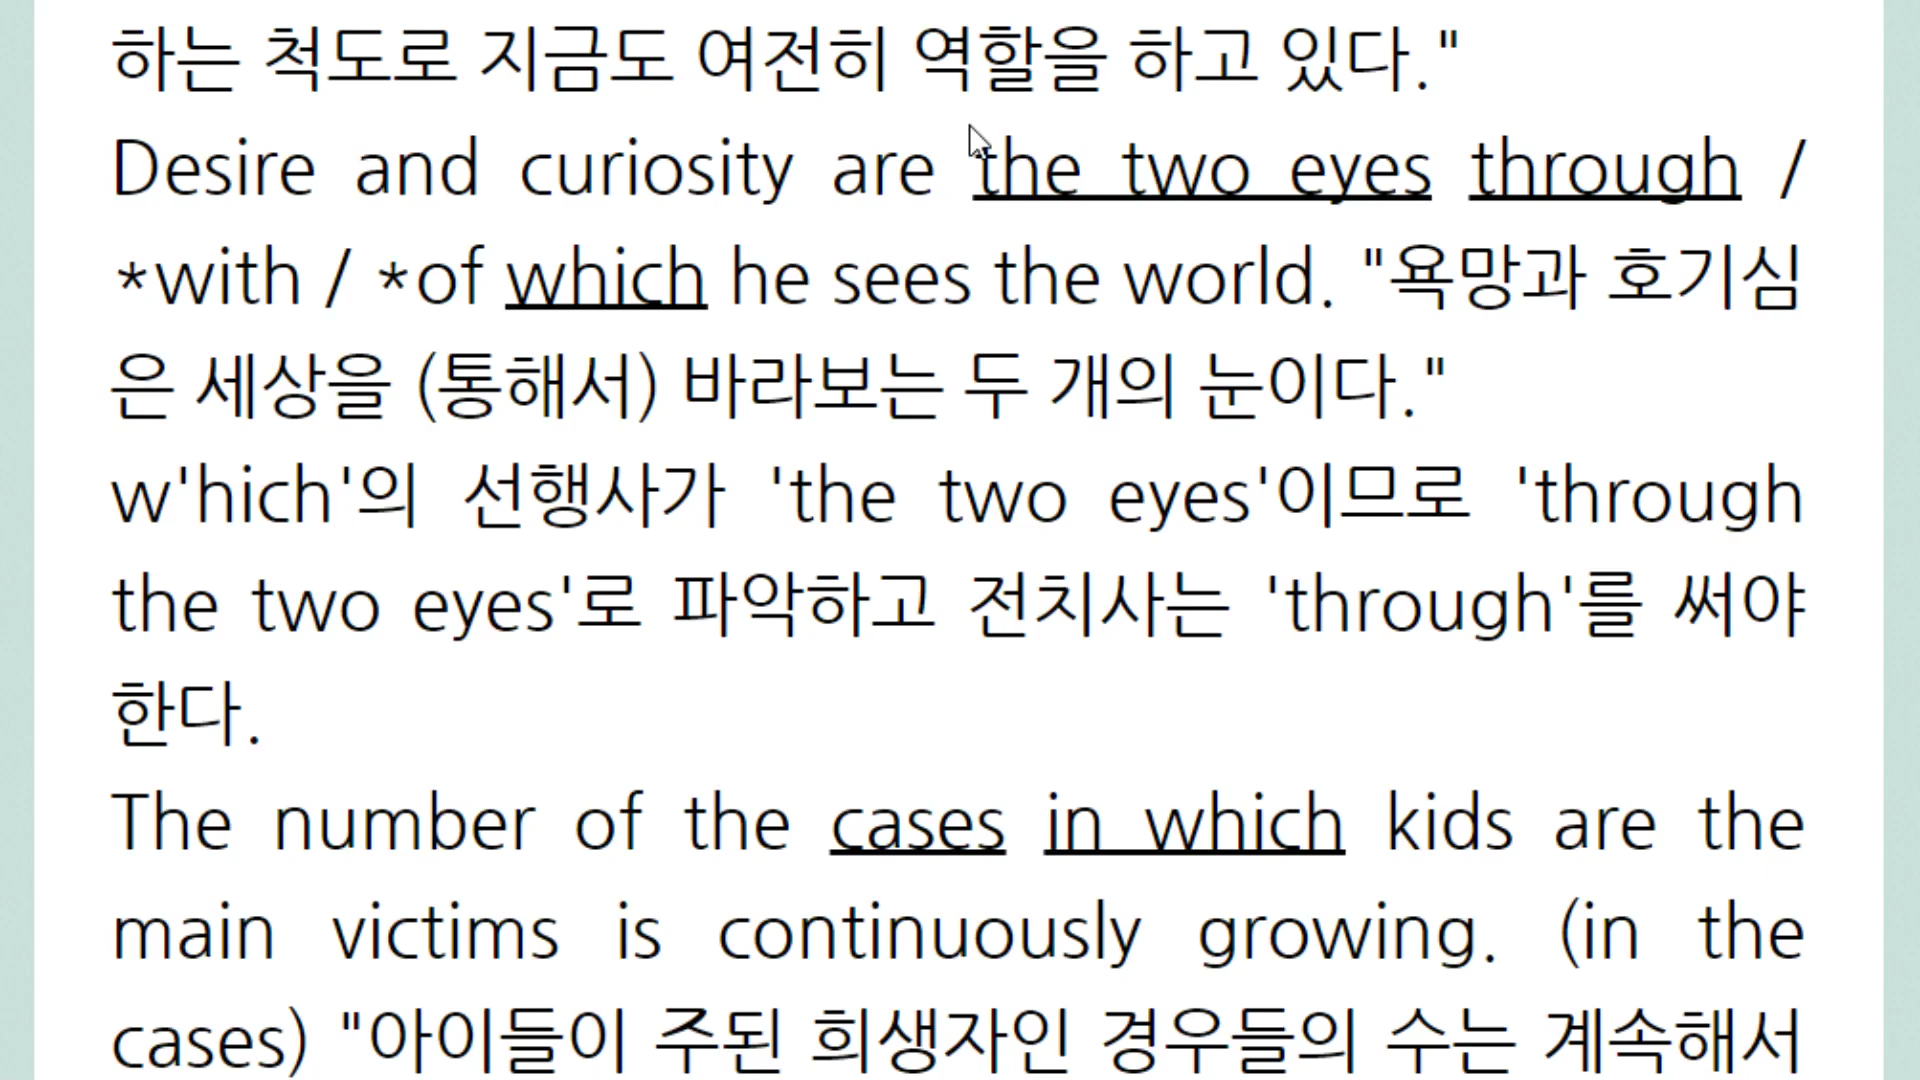 하는 척도로 지금도 여전히 역할을 하고 있다."
Desire and curiosity are the two eyes through /
*with / *of which he sees the world. "욕망과 호기심
은 세상을 (통해서) 바라보는 두 개의 눈이다."
w'hich'의 선행사가 'the two eyes'이므로 'through
the two eyes'로 파악하고 전치사는 'through'를 써야
한다.
The number of the cases in which kids are the
main victims is continuously growing. (in the
cases) "아이들이 주된 희생자인 경우들의 수는 계속해서